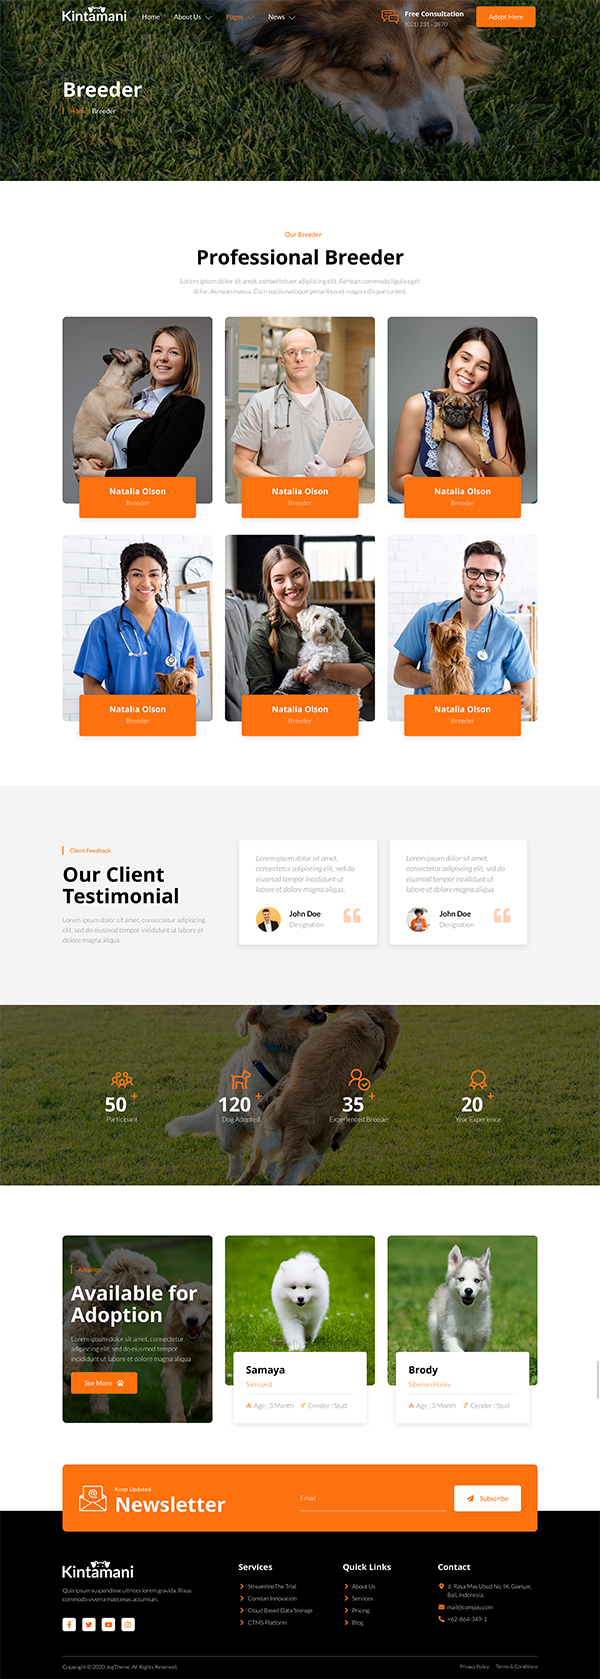 Kintamani
Home
About Us
Pages
News
Free Consultation
(021) 231 - 2870
Adopt Here
Breeder
Home / Breeder
Our Breeder
Professional Breeder
Lorem ipsum dolor sit amet, consectetuer adipiscing elit. Aenean commodo ligula eget
dolor. Aenean massa. Cum sociis natoque penatibus et magnis dis parturient.
Natalia Olson
Breeder
Natalia Olson
Breeder
Natalia Olson
Breeder
Natalia Olson
Breeder
Natalia Olson
Breeder
Natalia Olson
Breeder
Client Feedback
Our Client
Testimonial
Lorem ipsum dolor sit amet, consectetur adipiscing
elit, sed do eiusmod tempor incididunt ut labore et
dolore magna aliqua
Lorem ipsum dolor sit amet,
consectetur adipiscing elit, sed do
eiusmod tempor incididunt ut
labore et dolore magna aliqua.
John Doe
Designation
Lorem ipsum dolor sit amet,
consectetur adipiscing elit, sed do
eiusmod tempor incididunt ut
labore et dolore magna aliqua.
John Doe
Designation
50 +
Participant
120 +
Dog Adopted
35 +
Experienced Breeder
20 +
Year Experience
Adoption
Available for
Adoption
Lorem ipsum dolor sit amet, consectetur
adipiscing elit, sed do eiusmod tempor
incididunt ut labore et dolore magna aliqua
See More
Samaya
Samoyed
Age : 3 Month
Gender : Stud
Brody
Siberian Husky
Age : 3 Month
Gender : Stud
Keep Updated
Newsletter
Email
Subscribe
Kintamani
Quis ipsum suspendisse ultrices lorem gravida. Risus
commodo viverra maecenas accumsan.
Services
StreamlineThe Trial
Constan Innovation
Cloud Based Data Storage
CTMS Platform
Quick Links
About Us
Services
Pricing
Blog
Contact
Jl. Raya Mas Ubud No. IX, Gianyar,
Bali, Indonesia.
mail@compay.com
+62-864-349-1
Copyright © 2020 JegTheme. All Rights Reserved.
Privacy Policy
Terms & Conditions